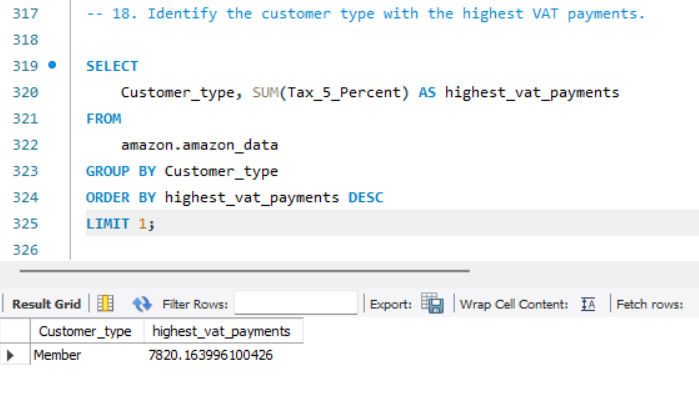 317 -- 18. Identify the customer type with the highest VAT payments.
318
319 SELECT
320 Customer_type, SUM(Tax_5_Percent) AS highest_vat_payments
321 FROM
322 amazon.amazon_data
323 GROUP BY Customer_type
324 ORDER BY highest_vat_payments DESC
325 LIMIT 1;
326
Result Grid Filter Rows: Export: Wrap Cell Content: IA Fetch rows:
Customer_type highest_vat_payments
Member 7820.163996100426